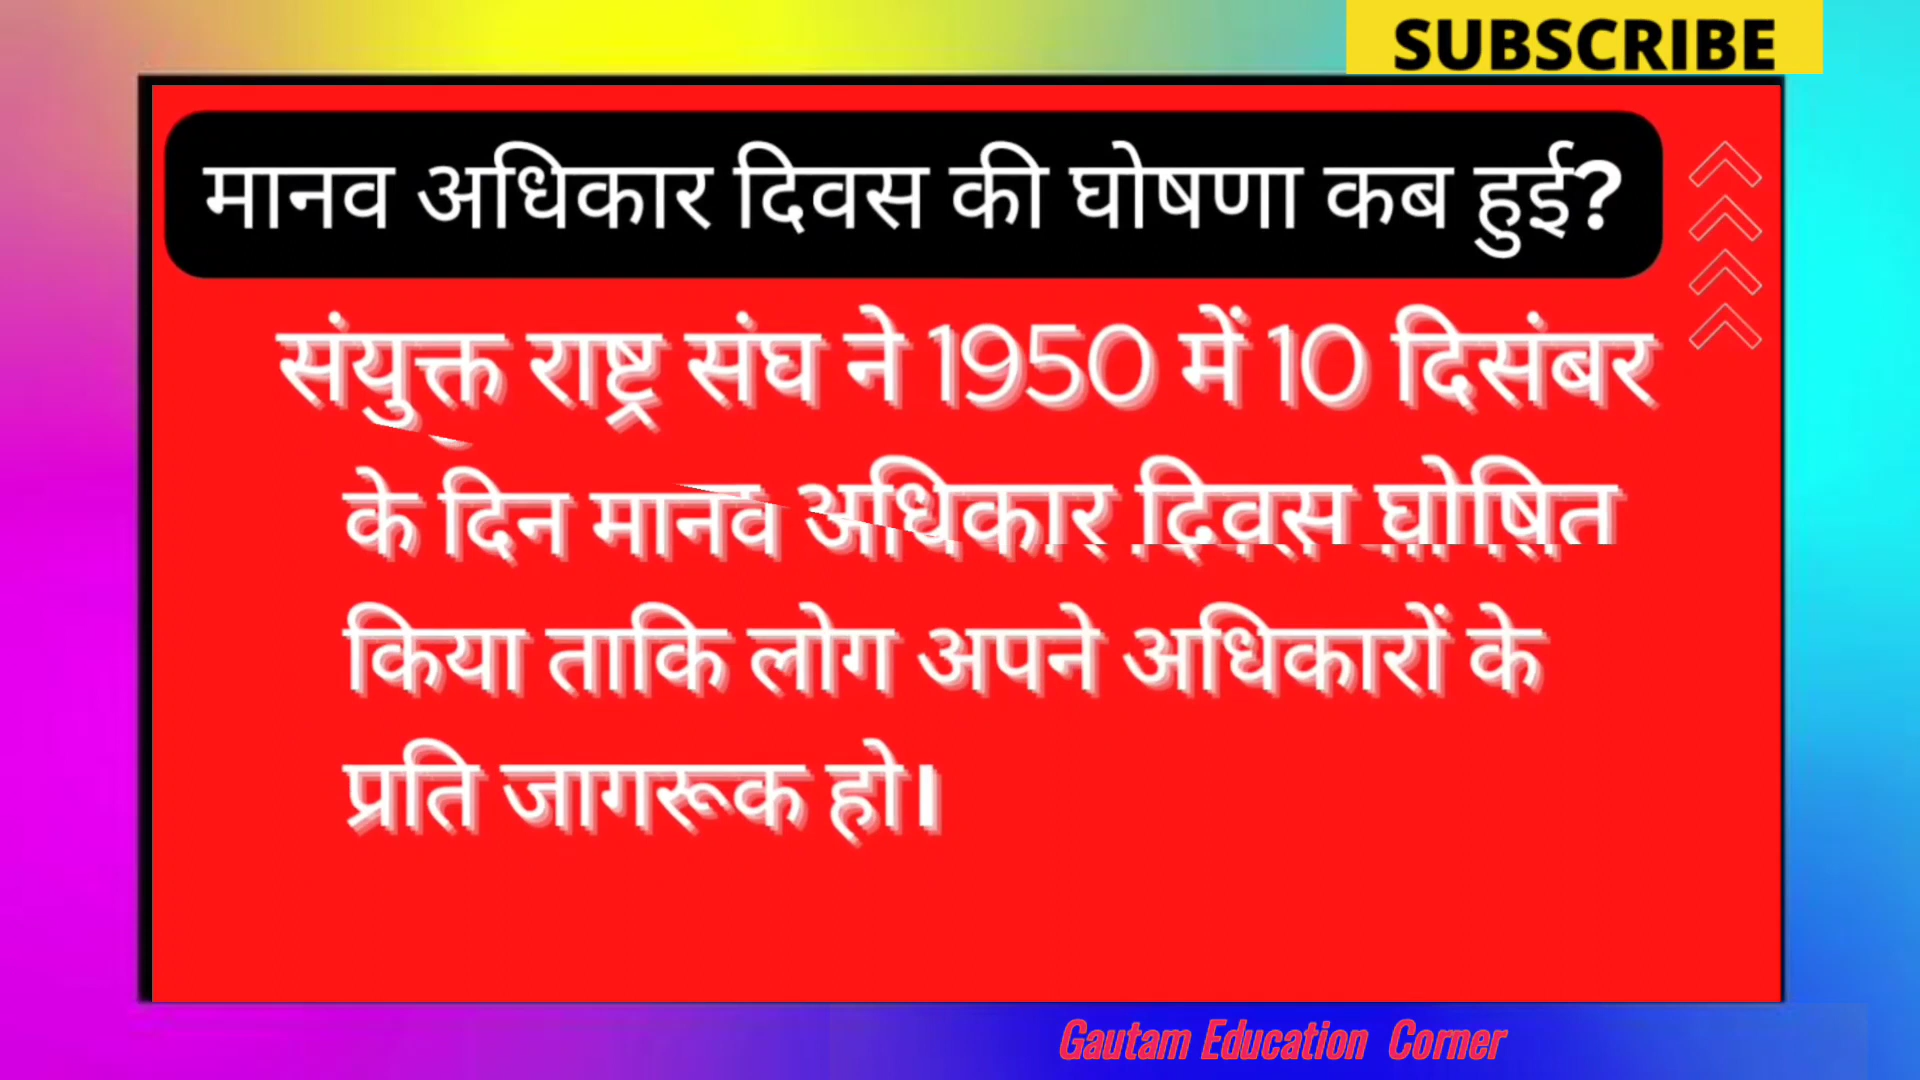 SUBSCRIBE
मानव अधिकार दिवस की घोषणा कब हुई?
संयुक्त राष्ट्र संघ ने 1950 में 10 दिसंबर
के दिन मानव अधिकार दिवस घोषित
किया ताकि लोग अपने अधिकारों के
प्रति जागरूक हो।
Gautam Education Corner